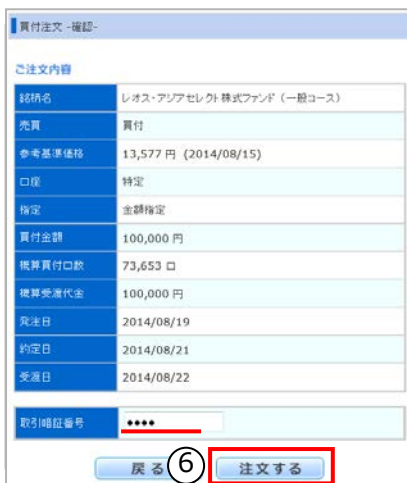 買付注文 -確認-
ご注文内容
銘柄名 レオス・アジアセレクト株式ファンド（一般コース）
売買 買付
参考基準価格 13,577 円 (2014/08/15)
口座 特定
指定 金額指定
買付金額 100,000 円
概算買付口数 73,653 口
概算受渡代金 100,000 円
発注日 2014/08/19
約定日 2014/08/21
受渡日 2014/08/22
取引暗証番号 ●●●●
戻る ⑥ 注文する